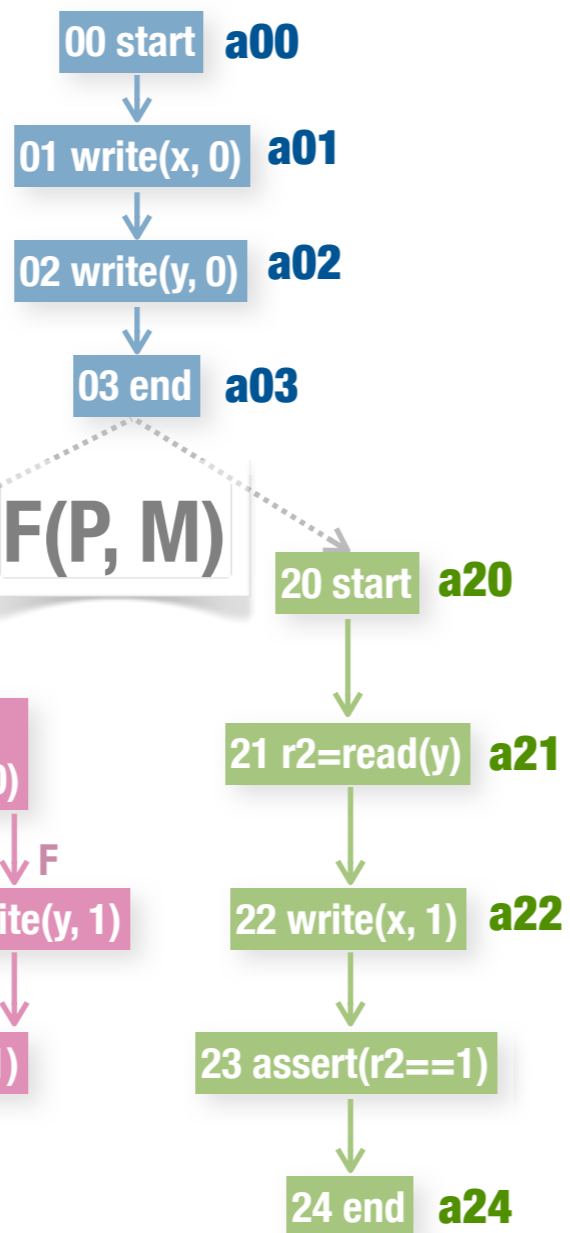 00 start a00
01 write(x, 0) a01
02 write(y, 0) a02
03 end a03
F(P, M)
20 start a20
21 r2=read(y) a21
F
22 write(x, 1) a22
23 assert(r2==1)
24 end a24